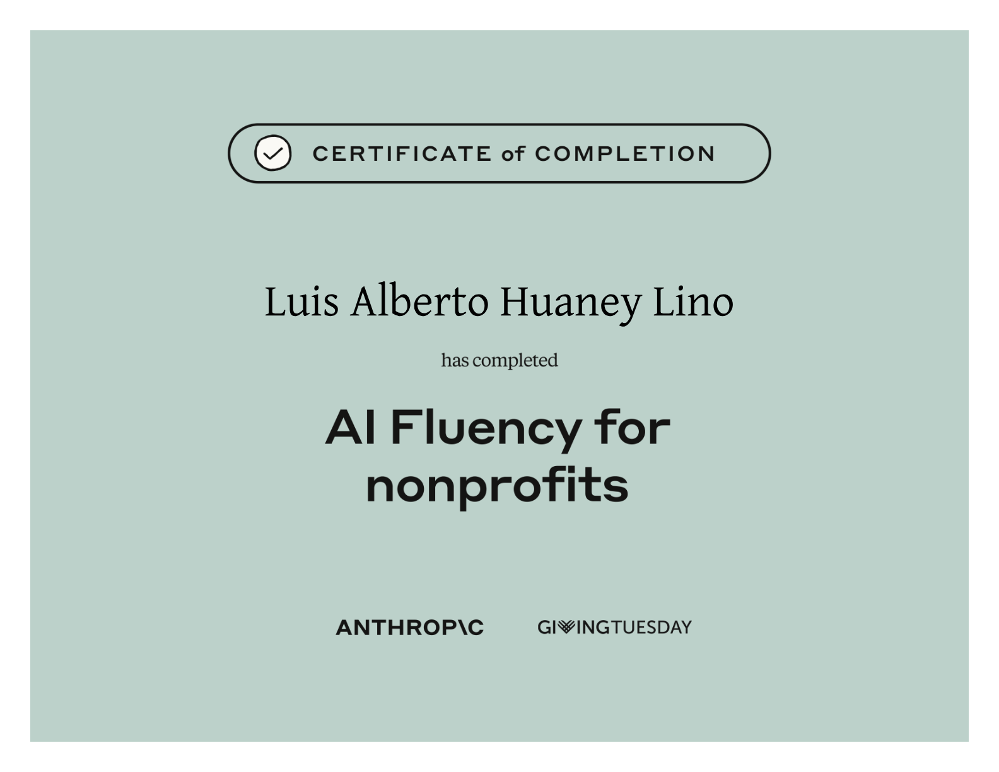 CERTIFICATE of COMPLETION
Luis Alberto Huaney Lino
has completed
AI Fluency for
nonprofits
ANTHROP\C GIVINGTUESDAY